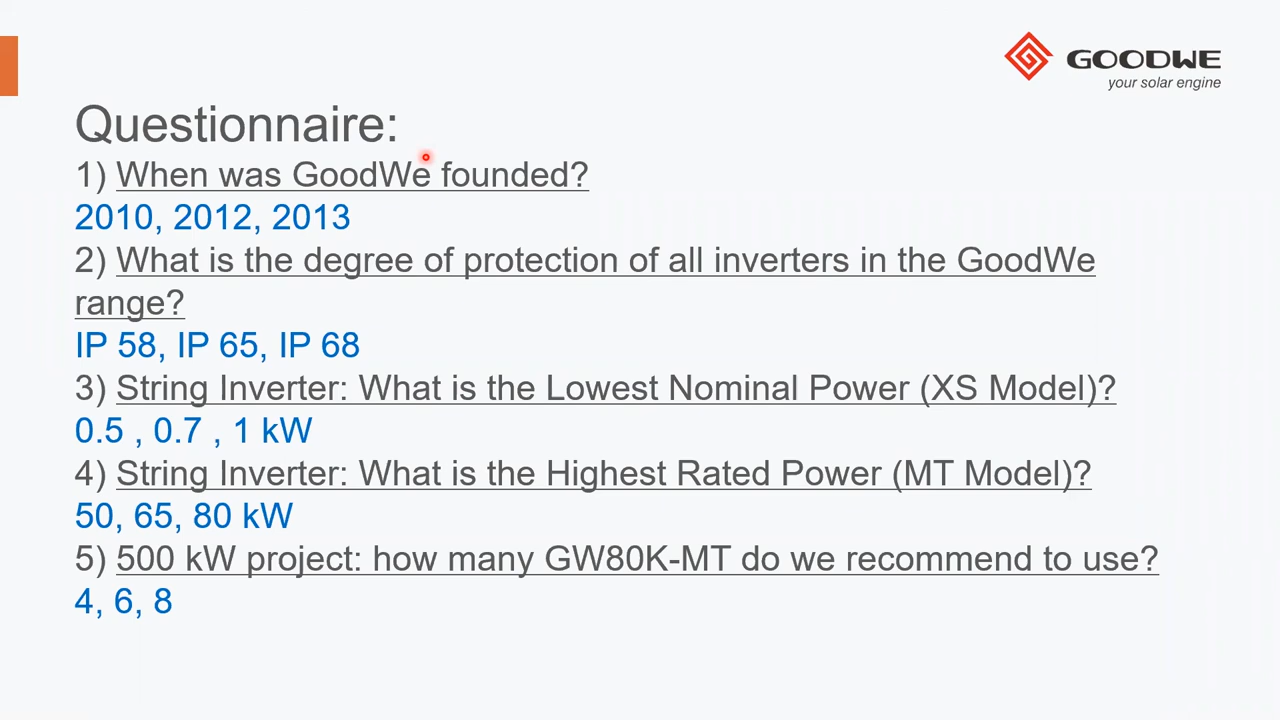 GOODWE
your solar engine
Questionnaire:
1) When was GoodWe founded?
2010, 2012, 2013
2) What is the degree of protection of all inverters in the GoodWe
range?
IP 58, IP 65, IP 68
3) String Inverter: What is the Lowest Nominal Power (XS Model)?
0.5 , 0.7 , 1 kW
4) String Inverter: What is the Highest Rated Power (MT Model)?
50, 65, 80 kW
5) 500 kW project: how many GW80K-MT do we recommend to use?
4, 6, 8